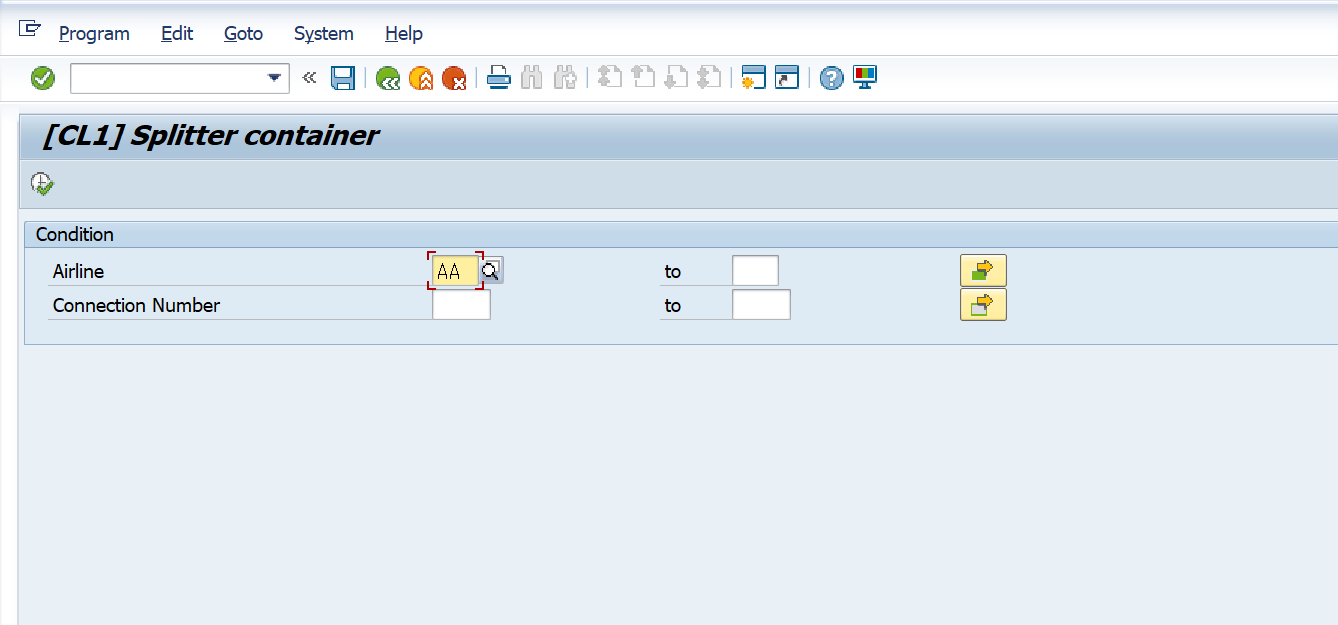 Program Edit Goto System Help
[CL1] Splitter container
Condition
Airline AA to
Connection Number to